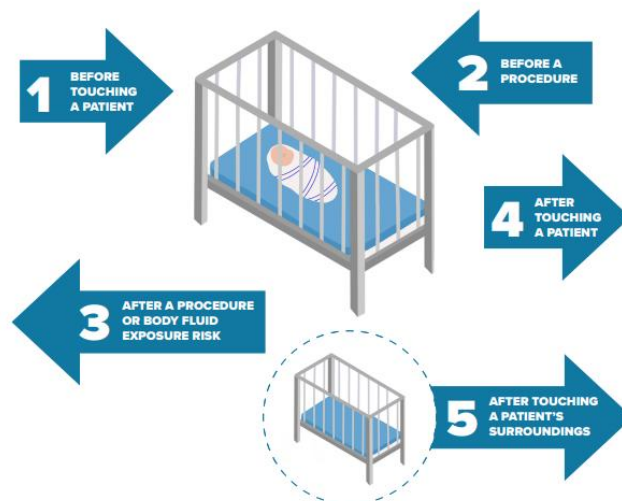 1
BEFORE
TOUCHING
A PATIENT
2
BEFORE A
PROCEDURE
4
AFTER
TOUCHING
A PATIENT
3
AFTER A PROCEDURE
OR BODY FLUID
EXPOSURE RISK
5
AFTER TOUCHING
A PATIENT'S
SURROUNDINGS